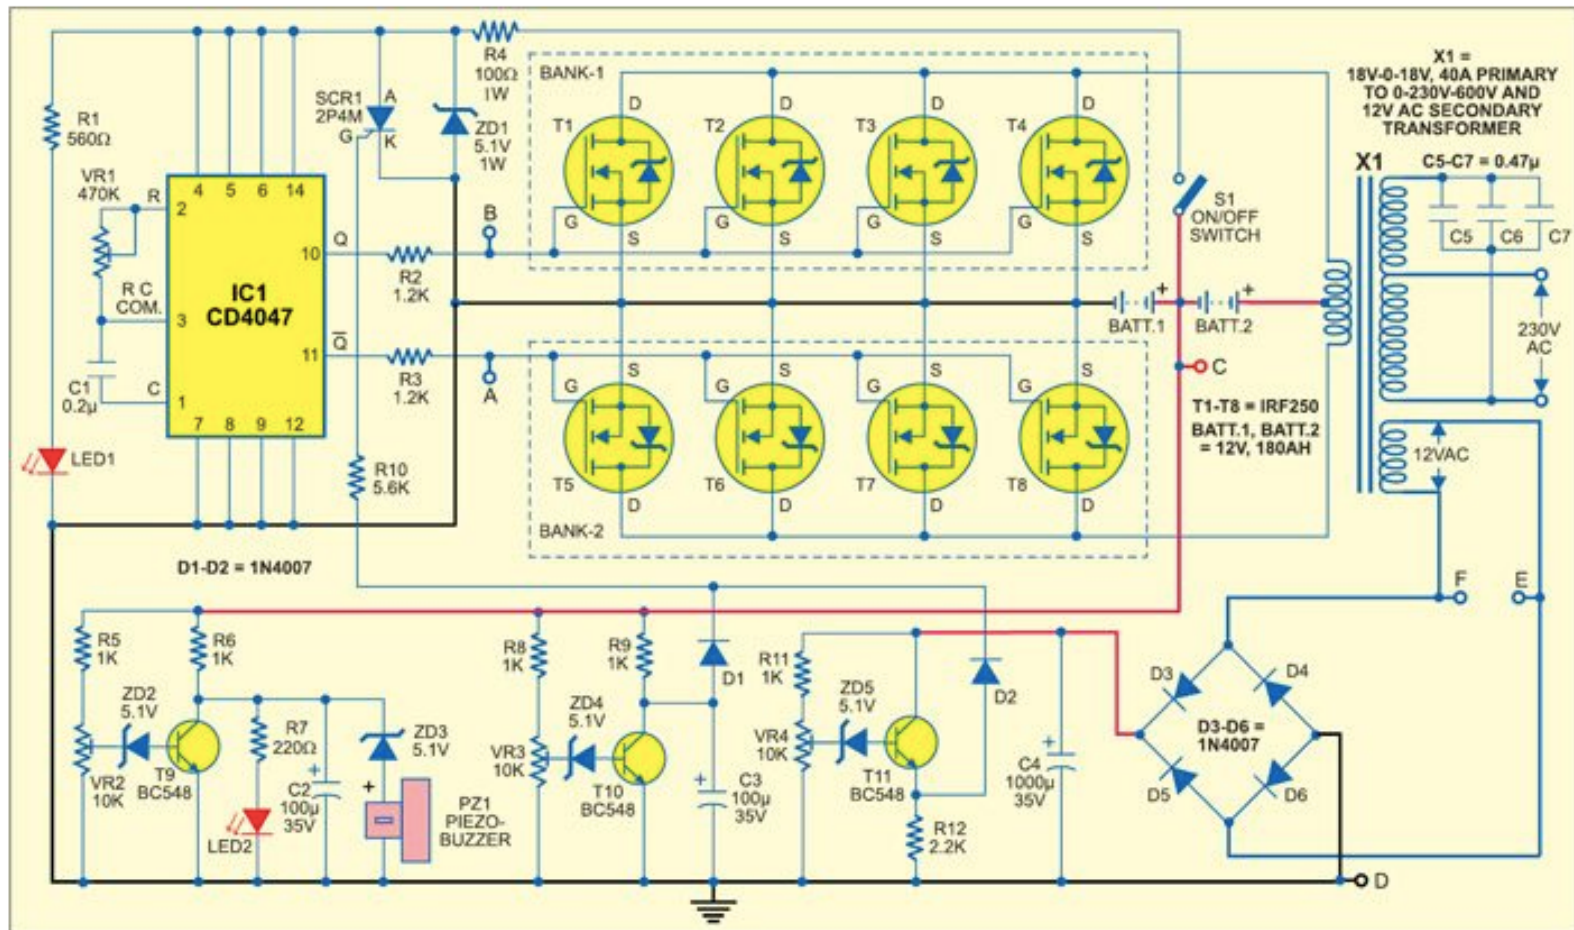 R4
100Ω
1W
BANK-1
X1 =
18V-0-18V, 40A PRIMARY
TO 0-230V-600V AND
12V AC SECONDARY
TRANSFORMER
R1
560Ω
SCR1
2P4M
A
G
K
ZD1
5.1V
1W
D
D
D
D
T1
T2
T3
T4
X1
C5-C7 = 0.47µ
VR1
470K
R
4
5
6
14
2
G
G
G
G
S
S
S
S
S1
ON/OFF
SWITCH
C5
C6
C7
B
Q
10
R2
1.2K
R C
COM.
3
IC1
CD4047
+
+
BATT.1
BATT.2
230V
AC
Q
11
R3
1.2K
A
C1
0.2µ
C
1
7
8
9
12
S
S
S
S
G
G
G
G
C
T1-T8 = IRF250
BATT.1, BATT.2
= 12V, 180AH
12VAC
LED1
R10
5.6K
T5
T6
T7
T8
D
D
D
D
BANK-2
D1-D2 = 1N4007
F
E
R5
1K
R6
1K
R8
1K
R9
1K
D1
R11
1K
D2
D3
D4
D3-D6 =
1N4007
D5
D6
ZD2
5.1V
R7
220Ω
ZD3
5.1V
ZD4
5.1V
ZD5
5.1V
VR2
10K
T9
BC548
C2
100µ
35V
+
LED2
+
PZ1
PIEZO-
BUZZER
VR3
10K
T10
BC548
+
C3
100µ
35V
VR4
10K
T11
BC548
+
C4
1000µ
35V
R12
2.2K
D